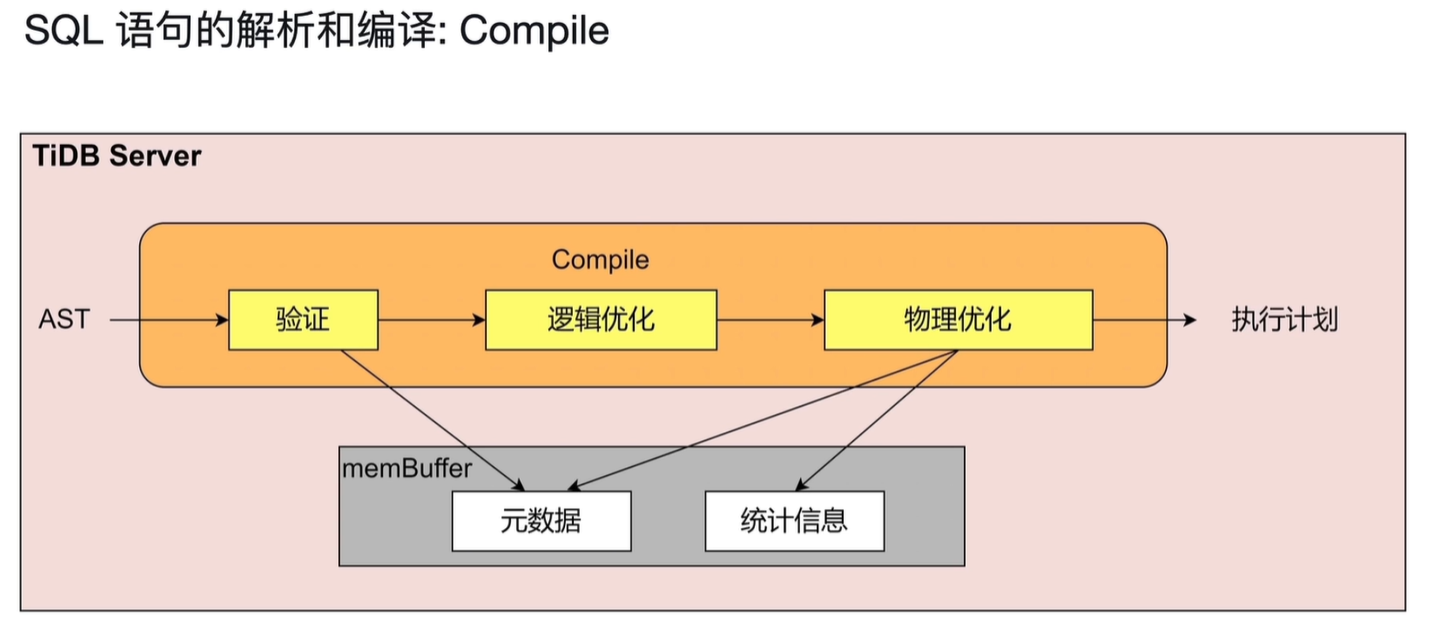 SQL 语句的解析和编译: Compile
TiDB Server
Compile
AST
验证
逻辑优化
物理优化
执行计划
memBuffer
元数据
统计信息